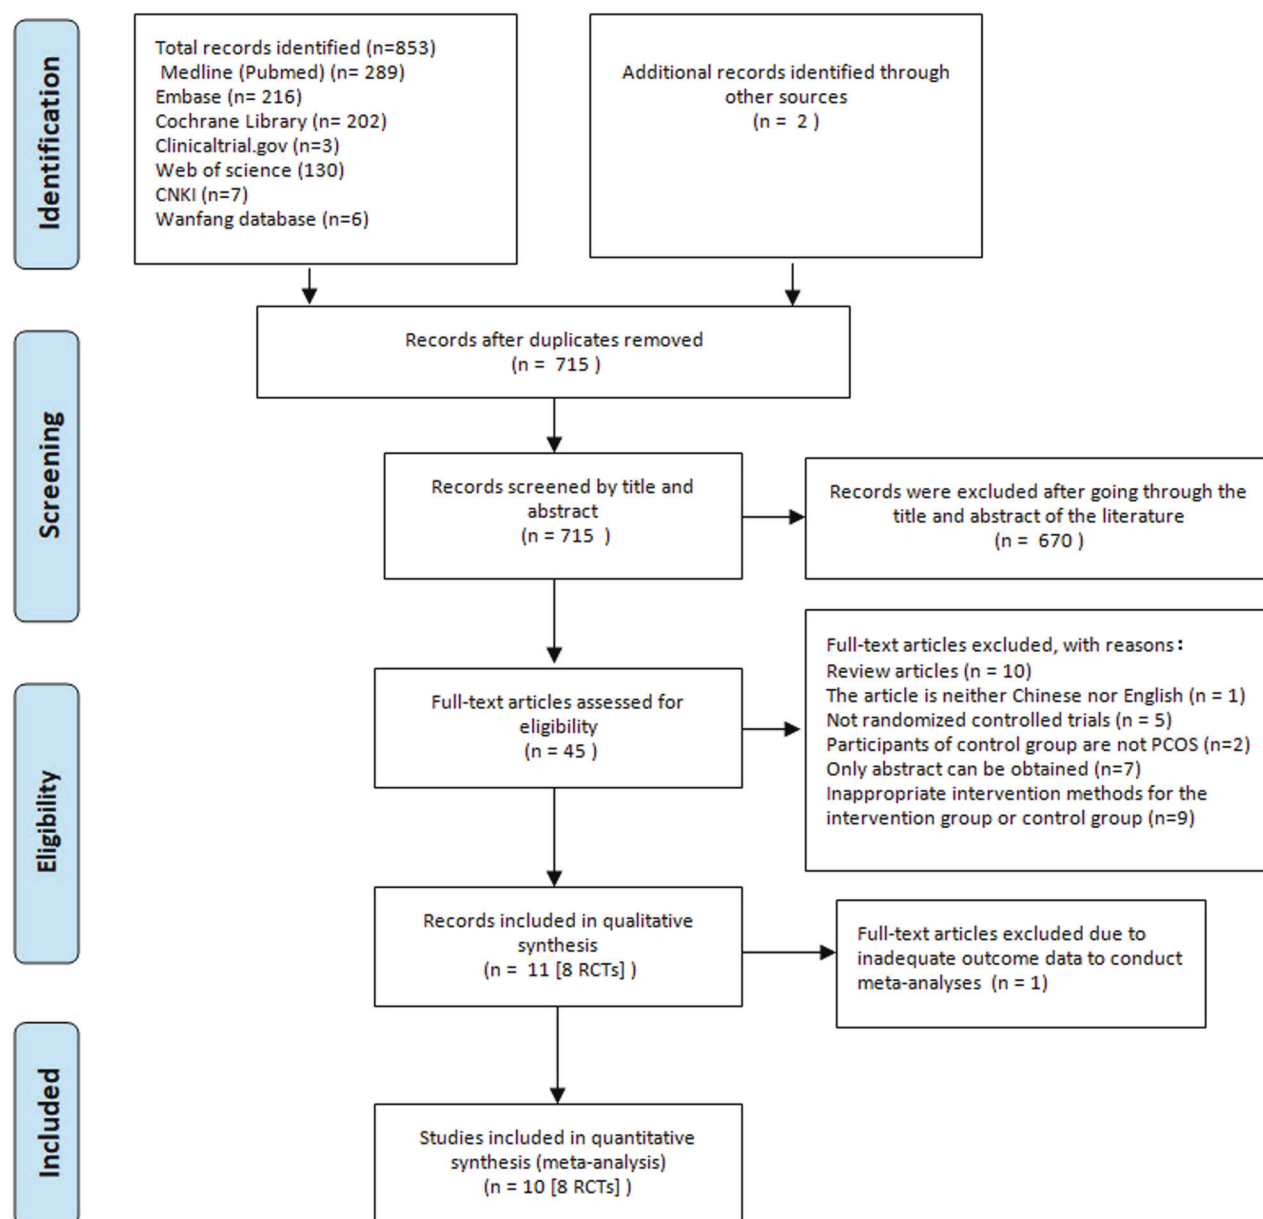 Identification
Total records identified (n=853)
Medline (Pubmed) (n= 289)
Embase (n= 216)
Cochrane Library (n= 202)
Clinicaltrial.gov (n=3)
Web of science (130)
CNKI (n=7)
Wanfang database (n=6)
Additional records identified through
other sources
(n = 2 )
Records after duplicates removed
(n = 715 )
Screening
Records screened by title and
abstract
(n = 715 )
Records were excluded after going through the
title and abstract of the literature
(n = 670 )
Eligibility
Full-text articles assessed for
eligibility
(n = 45 )
Full-text articles excluded, with reasons：
Review articles (n = 10)
The article is neither Chinese nor English (n = 1)
Not randomized controlled trials (n = 5)
Participants of control group are not PCOS (n=2)
Only abstract can be obtained (n=7)
Inappropriate intervention methods for the
intervention group or control group (n=9)
Records included in qualitative
synthesis
(n = 11 [8 RCTs] )
Full-text articles excluded due to
inadequate outcome data to conduct
meta-analyses (n = 1)
Included
Studies included in quantitative
synthesis (meta-analysis)
(n = 10 [8 RCTs] )